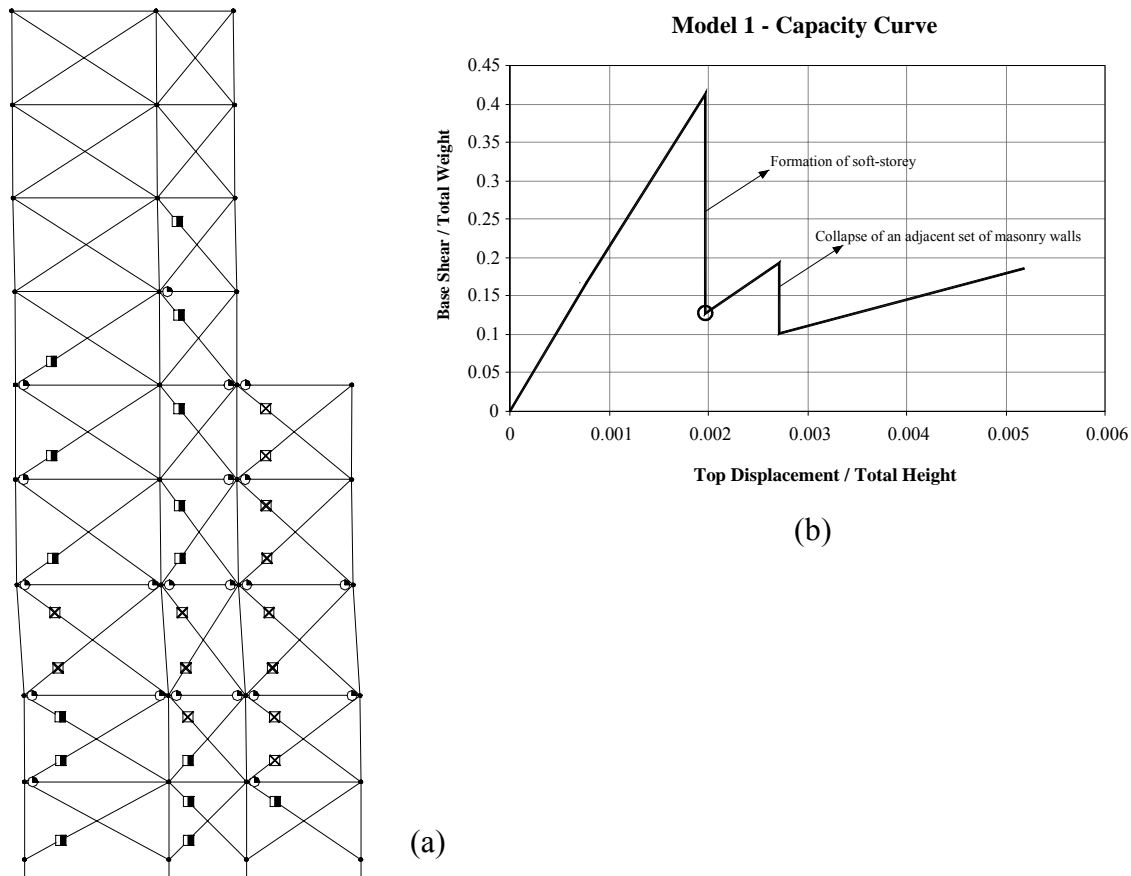 Model 1 - Capacity Curve
Base Shear / Total Weight
0.45
0.4
0.35
0.3
0.25
0.2
0.15
0.1
0.05
0
Formation of soft-storey
Collapse of an adjacent set of masonry walls
0 0.001 0.002 0.003 0.004 0.005 0.006
Top Displacement / Total Height
(b)
(a)